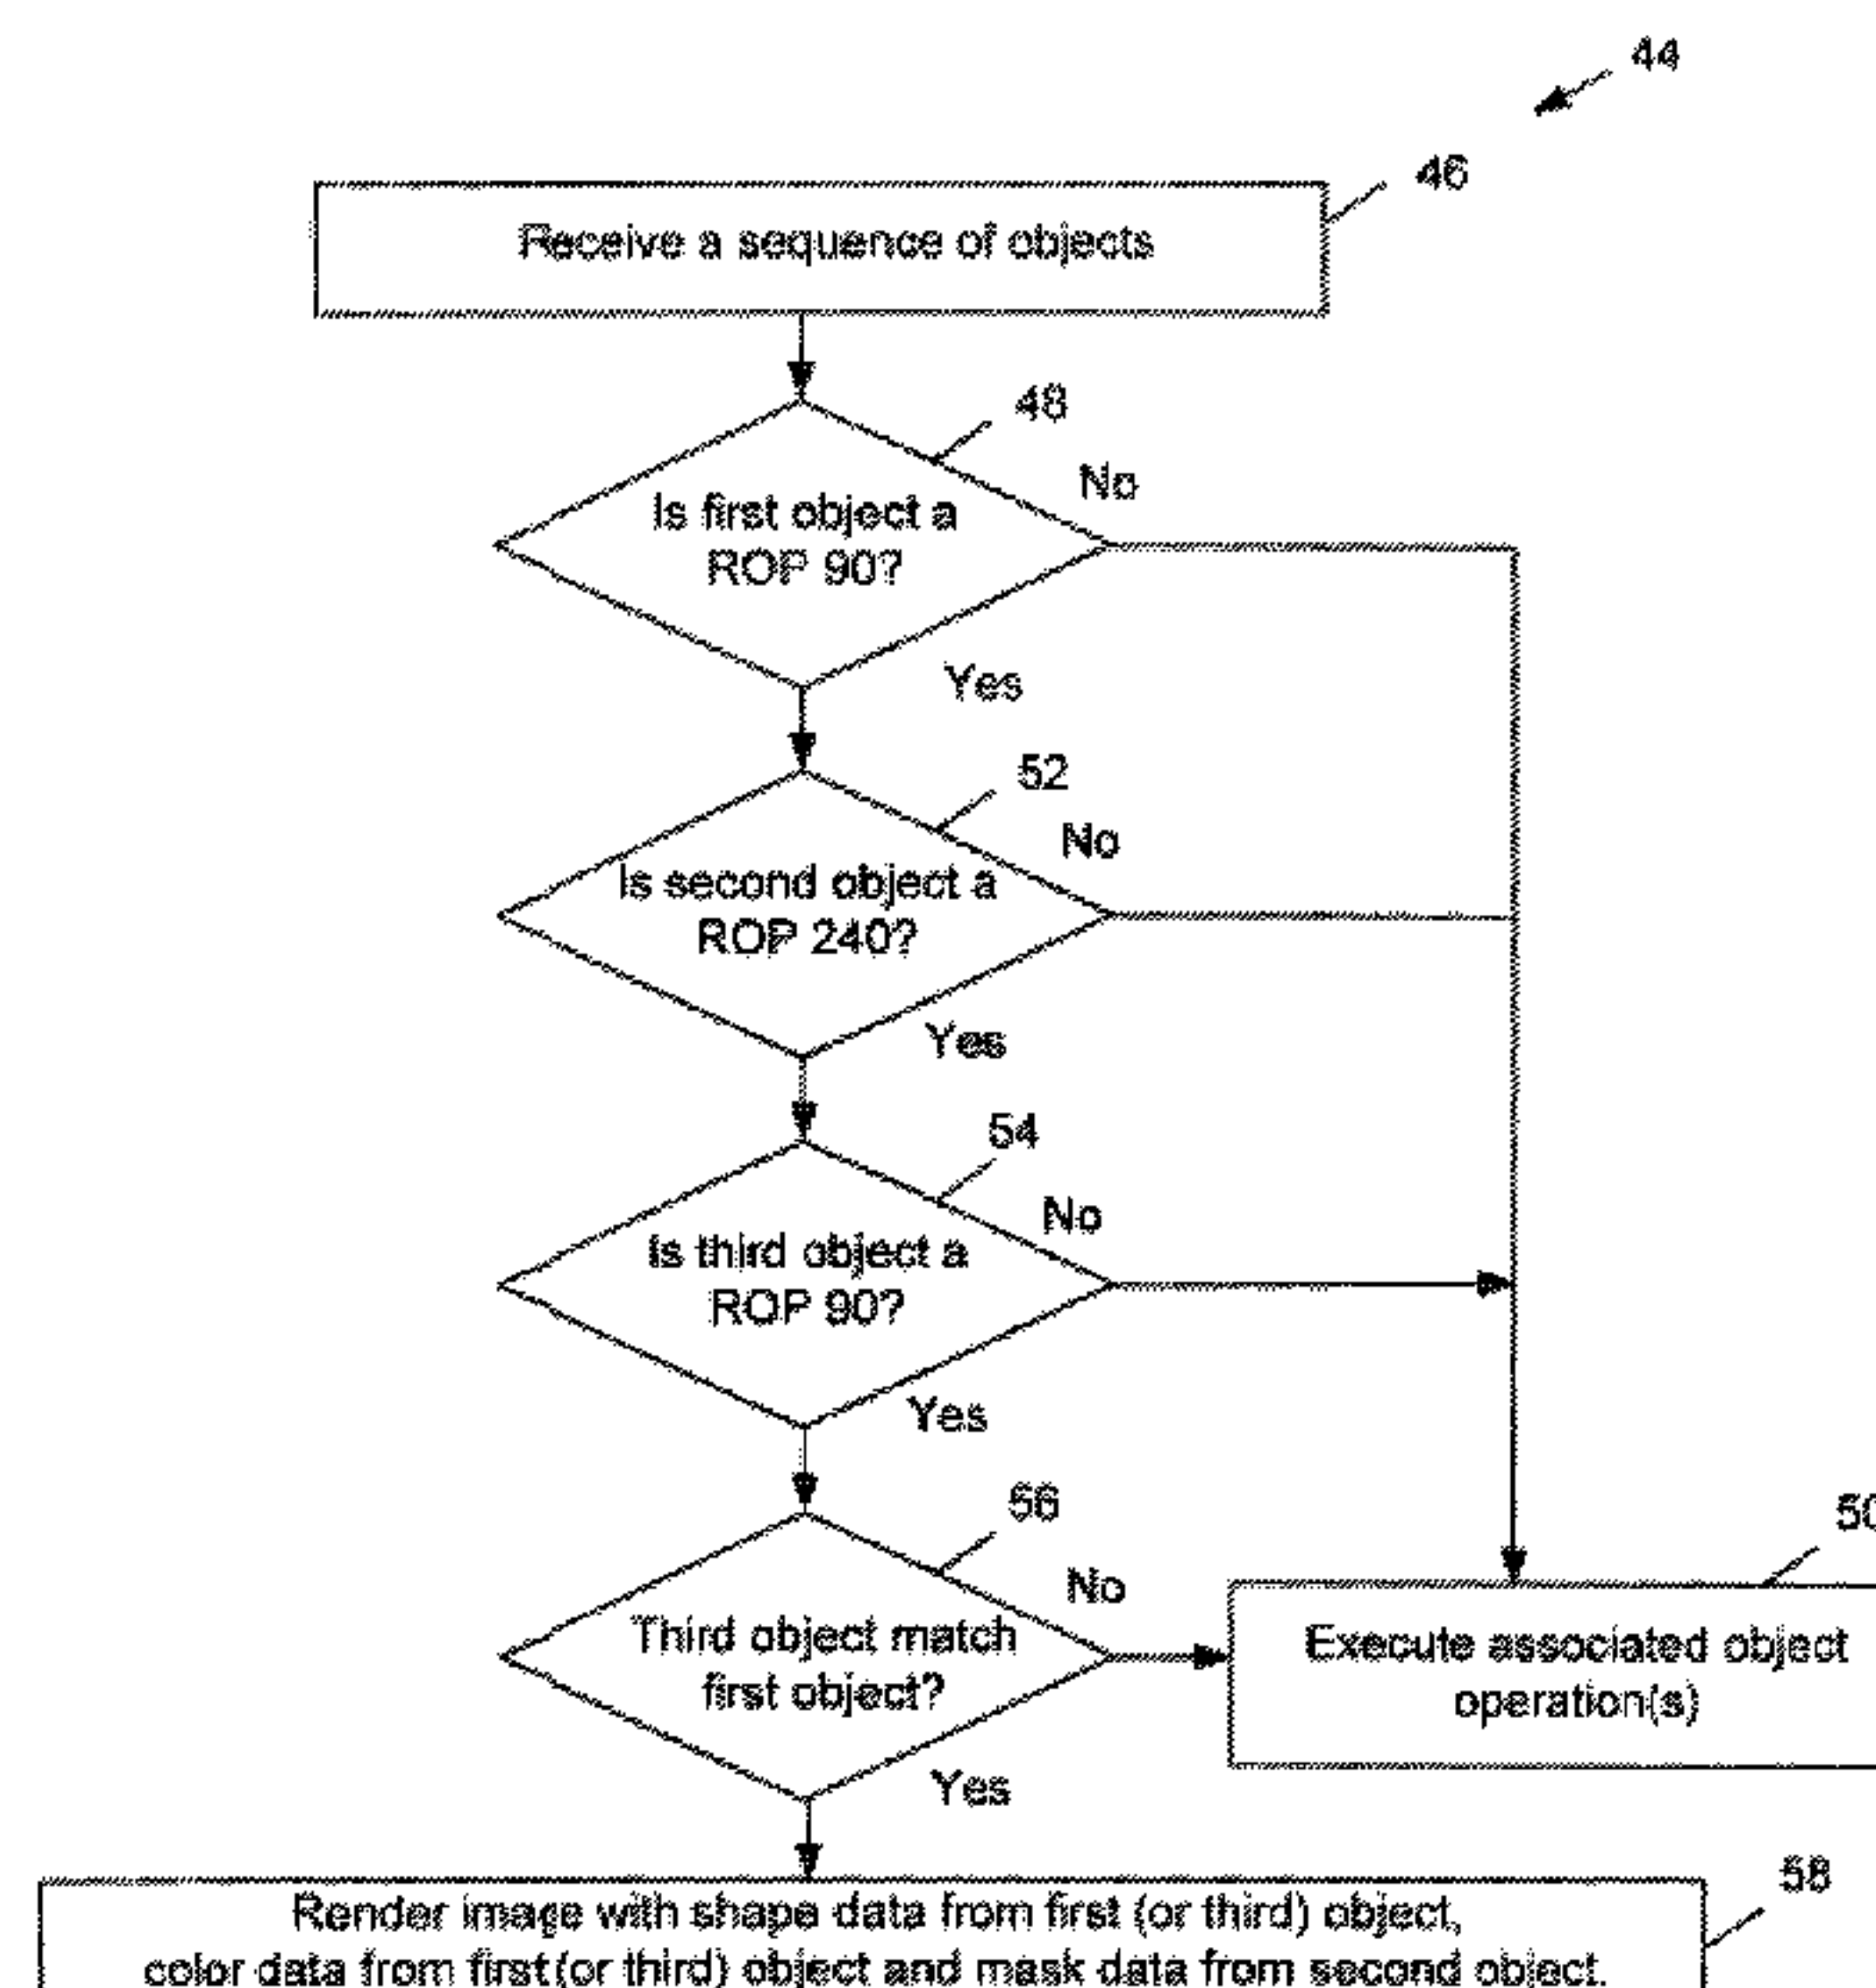 44
46
Receive a sequence of objects
48
No
Is first object a
ROP 90?
Yes
52
No
Is second object a
ROP 240?
Yes
54
No
Is third object a
ROP 90?
Yes
56
No
50
Third object match
first object?
Execute associated object
operation(s)
Yes
58
Render image with shape data from first (or third) object,
color data from first (or third) object and mask data from second object.